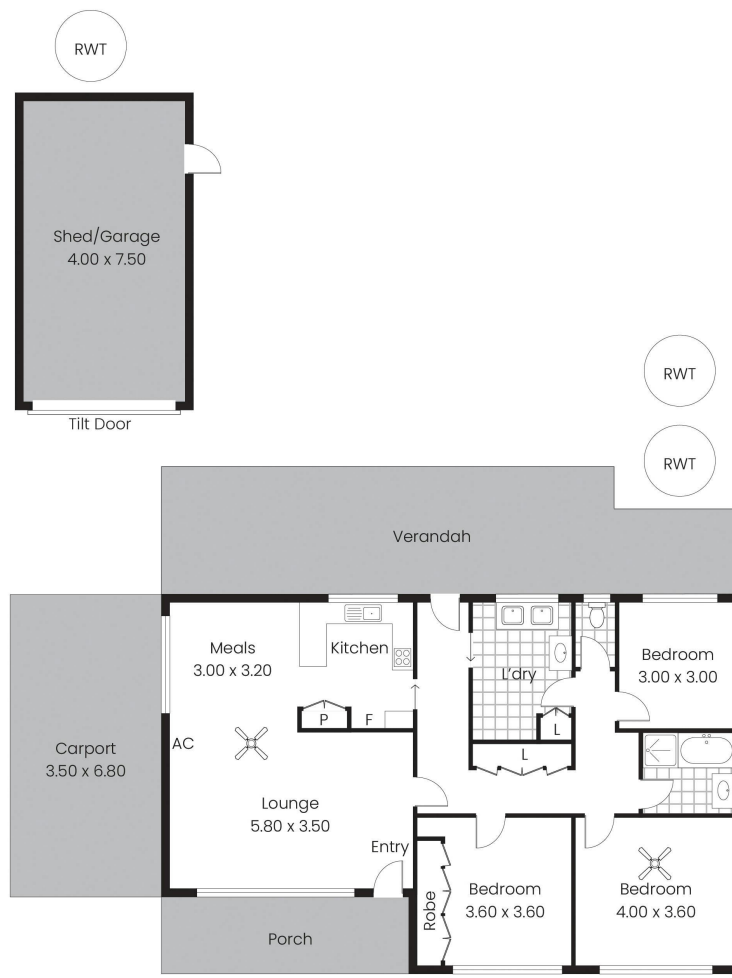 RWT
Shed/Garage
4.00 x 7.50
Tilt Door
RWT
RWT
Verandah
Meals
3.00 x 3.20
Kitchen
L'dry
Bedroom
3.00 x 3.00
P
F
L
AC
Carport
3.50 x 6.80
L
Lounge
5.80 x 3.50
Entry
Robe
Bedroom
3.60 x 3.60
Bedroom
4.00 x 3.60
Porch